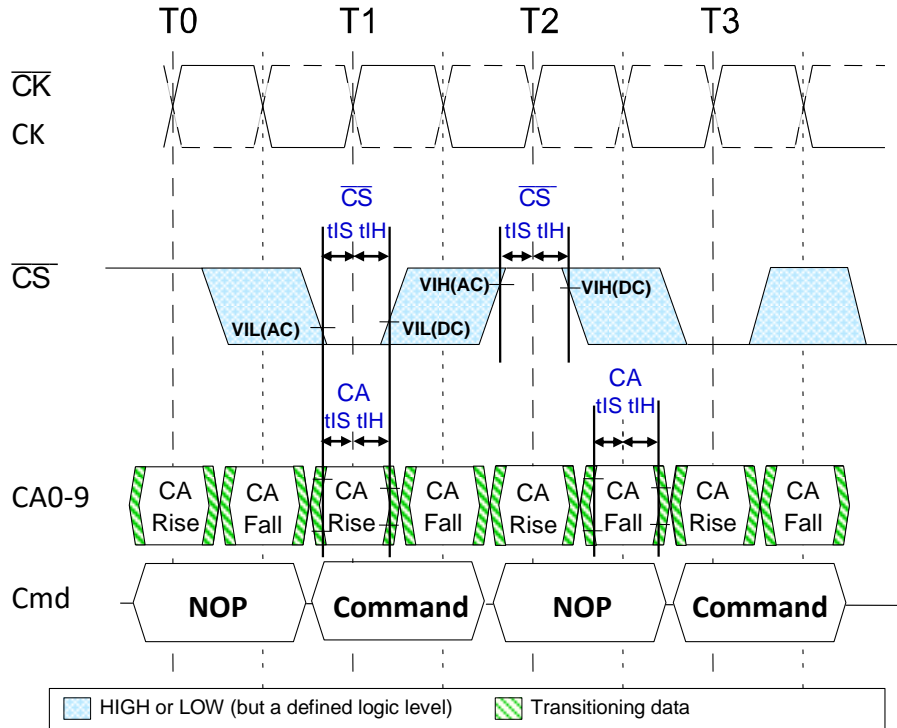 T0 T1 T2 T3
CK
CK
CS CS
tIS tIH tIS tIH
CS
VIH(AC) VIH(DC)
VIL(AC) VIL(DC)
CA CA
tIS tIH tIS tIH
CA0-9
CA CA CA CA CA CA CA CA
Rise Fall Rise Fall Rise Fall Rise Fall
Cmd NOP Command NOP Command
HIGH or LOW (but a defined logic level) Transitioning data